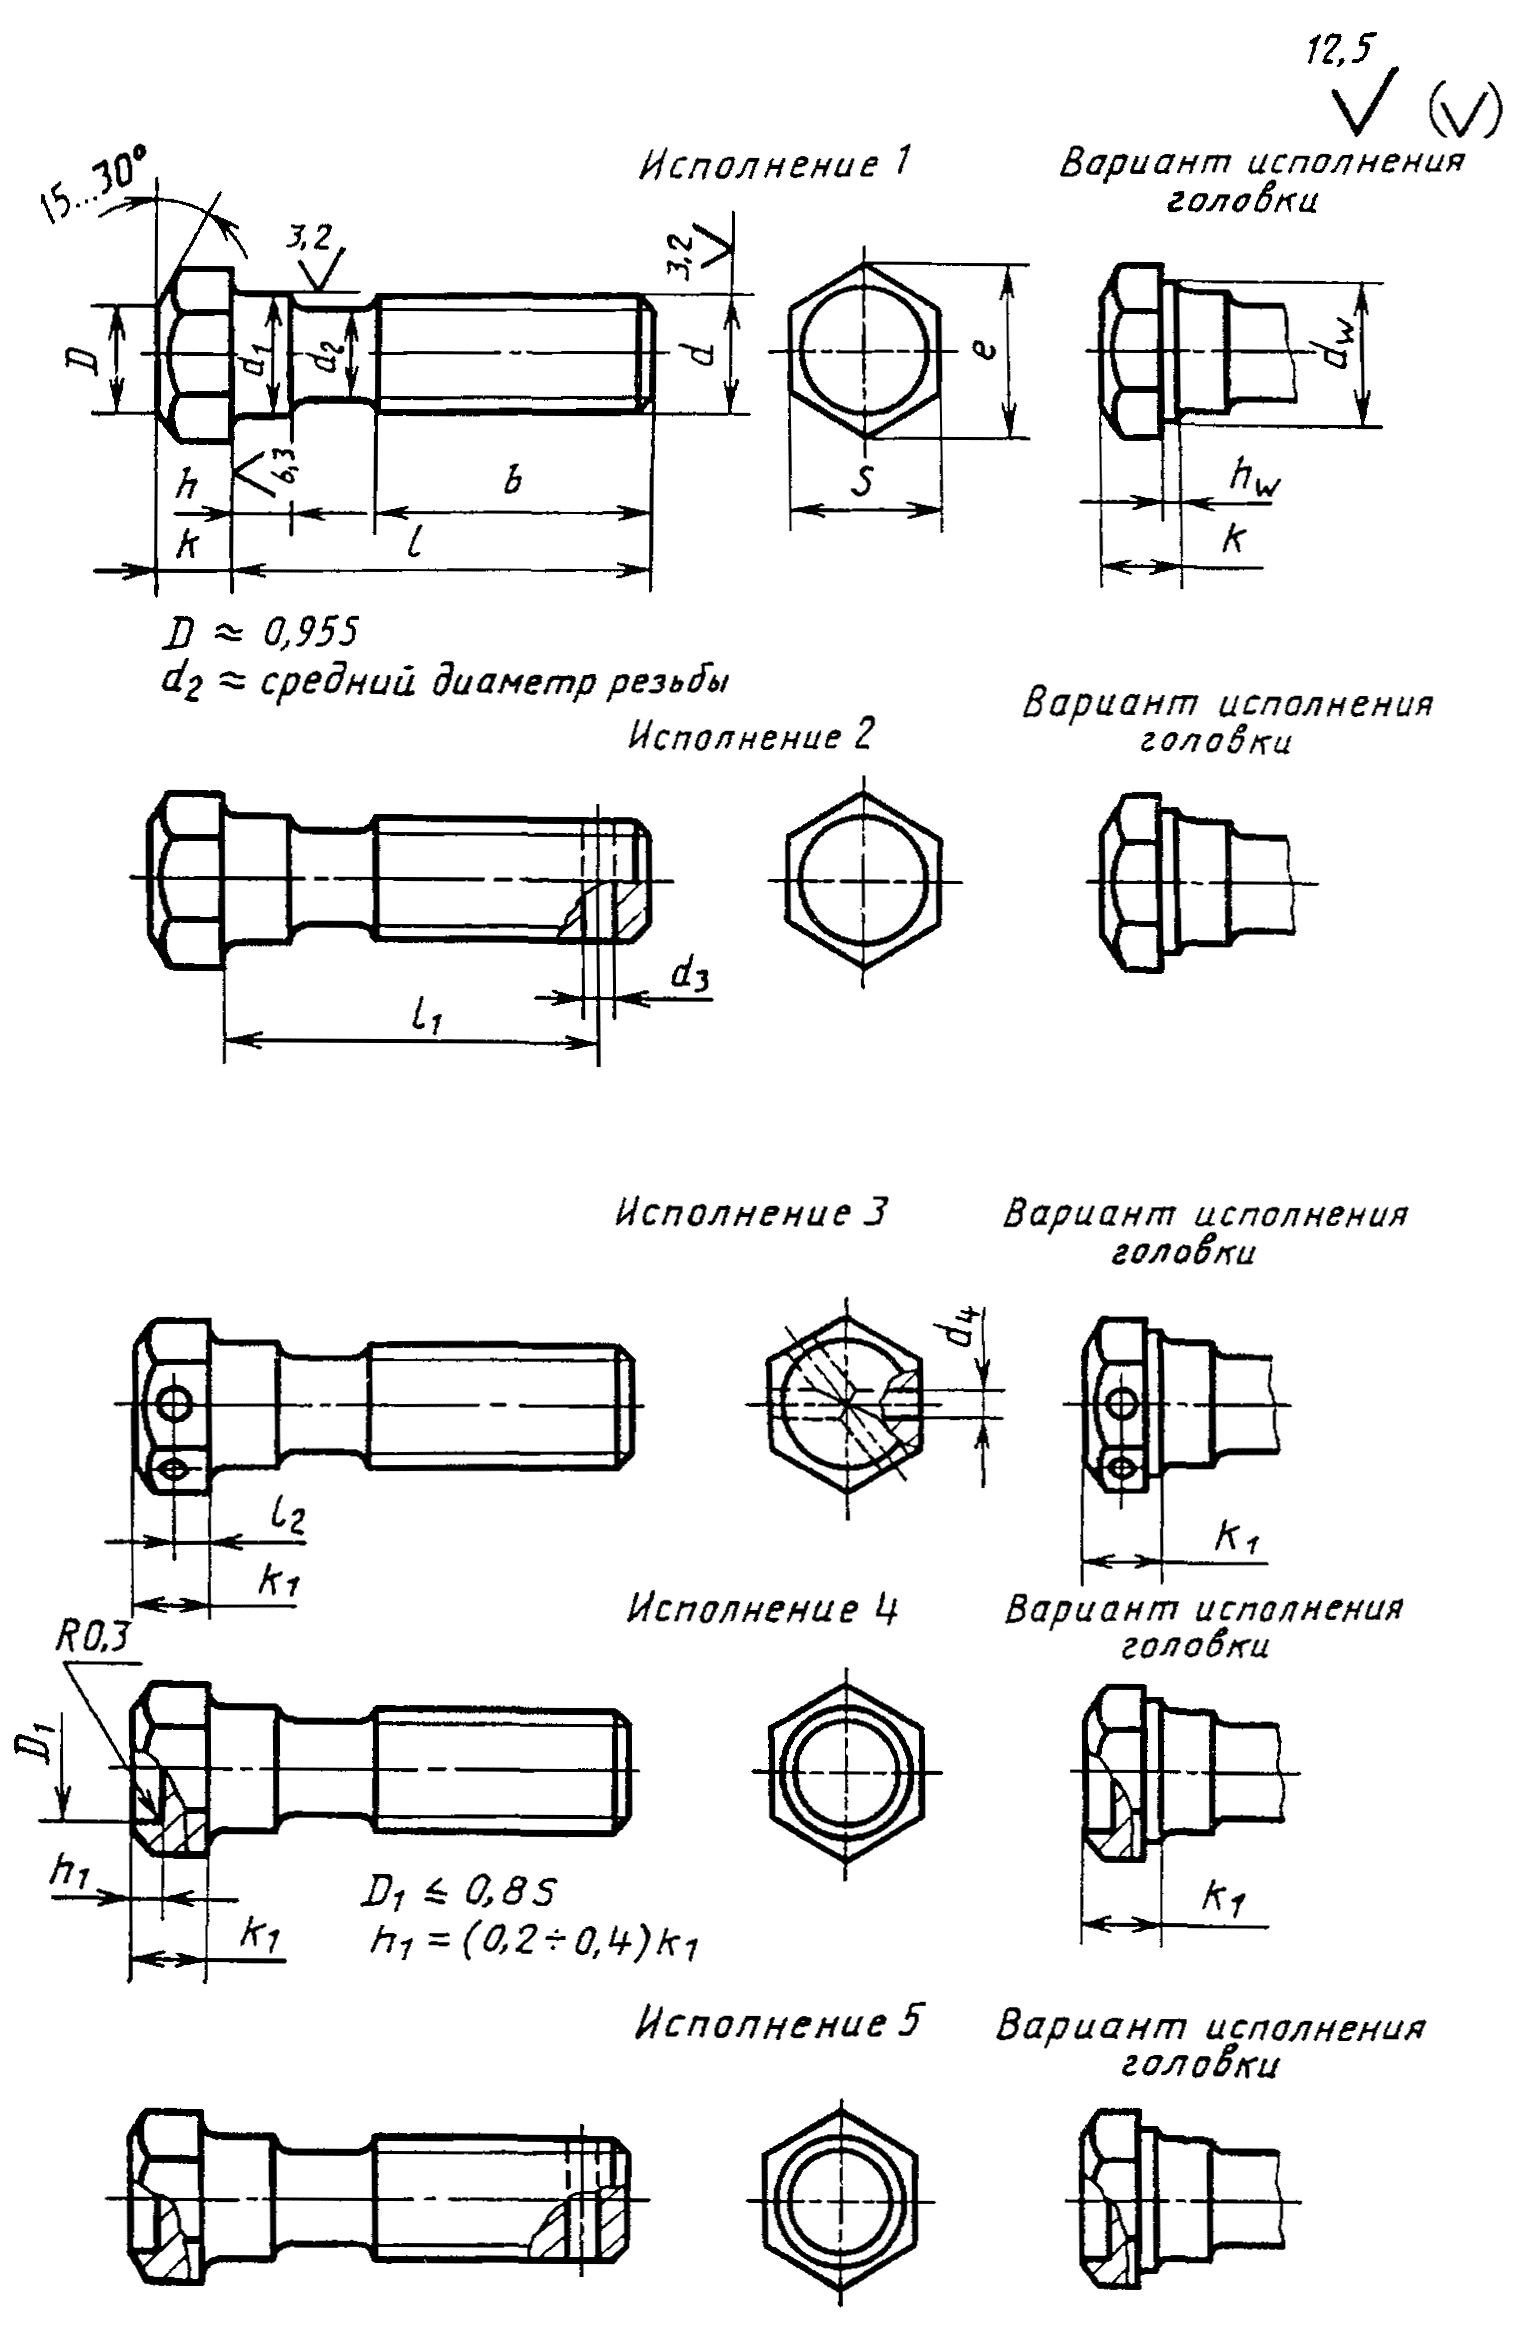 12,5
Исполнение 1
Вариант исполнения
головки
15...30°
3,2
3,2
D
d1
d2
d
e
dw
6,3
h
b
S
hw
k
l
k
D ≈ 0,955
d2 ≈ средний диаметр резьбы
Исполнение 2
Вариант исполнения
головки
d3
l1
Исполнение 3
Вариант исполнения
головки
d4
l2
k1
k1
Исполнение 4
Вариант исполнения
головки
R0,3
D1
h1
k1
D1 ≤ 0,8S
h1 = (0,2÷0,4)k1
k1
Исполнение 5
Вариант исполнения
головки